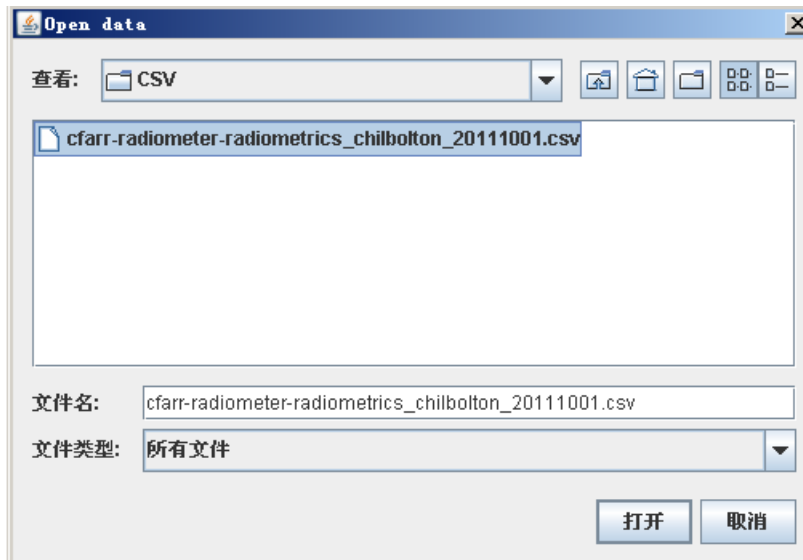 Open data
查看: CSV
cfarr-radiometer-radiometrics_chilbolton_20111001.csv
文件名: cfarr-radiometer-radiometrics_chilbolton_20111001.csv
文件类型: 所有文件
打开 取消